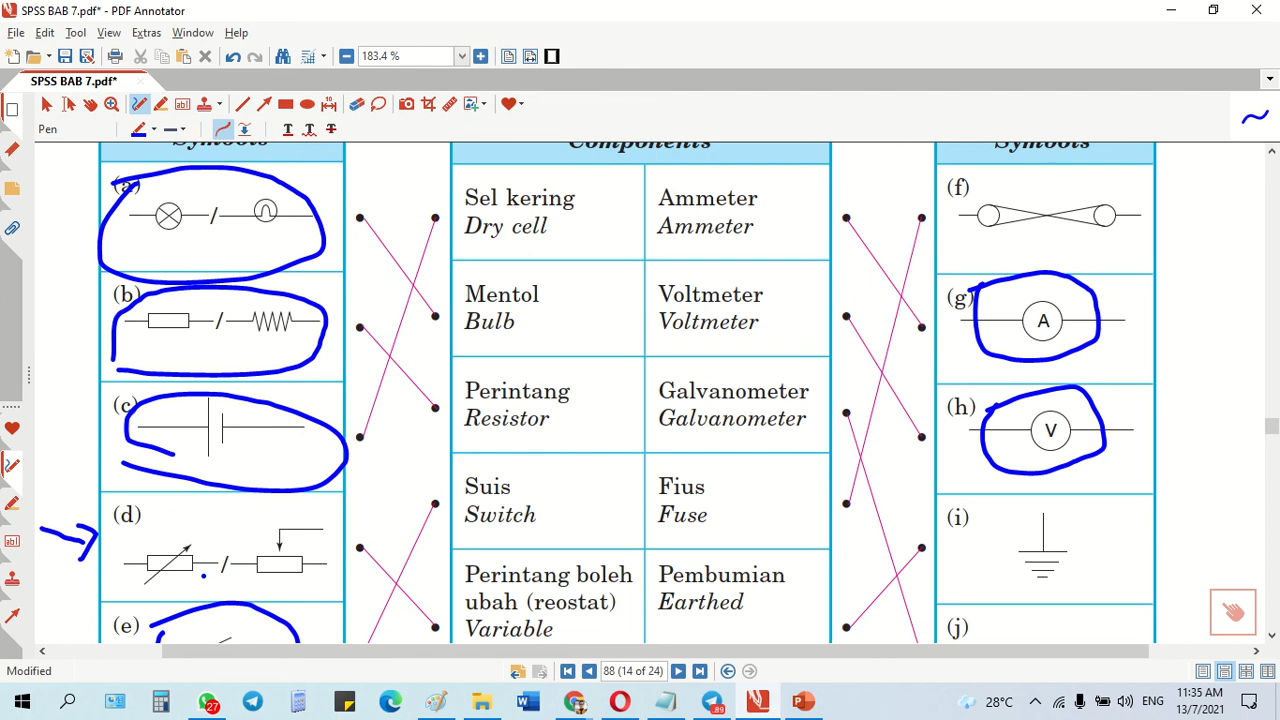 SPSS BAB 7.pdf* - PDF Annotator
File Edit Tool View Extras Window Help
183.4 %
SPSS BAB 7.pdf*
Pen
Symbols Components Symbols
(a)
Sel kering
Dry cell
Ammeter
Ammeter
(f)
(b)
Mentol
Bulb
Voltmeter
Voltmeter
(g)
A
(c)
Perintang
Resistor
Galvanometer
Galvanometer
(h)
V
(d)
Suis
Switch
Fius
Fuse
(i)
(e)
Perintang boleh
ubah (reostat)
Variable
Pembumian
Earthed
(j)
Modified
88 (14 of 24)
27
89
28°C
ENG
11:35 AM
13/7/2021